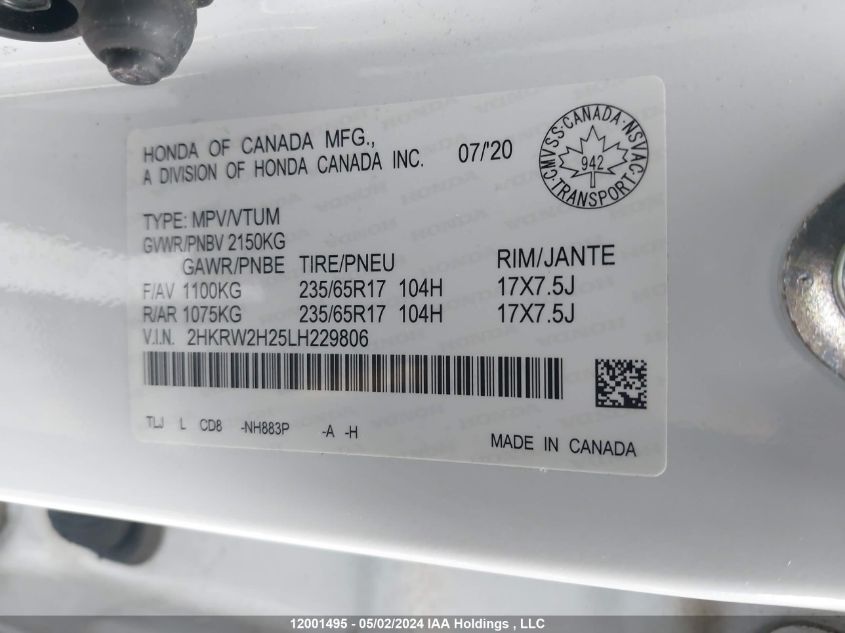 HONDA OF CANADA MFG.,
A DIVISION OF HONDA CANADA INC. 07/'20
CMVSS·CANADA·NSVAC·TRANSPORT
942
TYPE: MPV/VTUM
GVWR/PNBV 2150KG
GAWR/PNBE TIRE/PNEU RIM/JANTE
F/AV 1100KG 235/65R17 104H 17X7.5J
R/AR 1075KG 235/65R17 104H 17X7.5J
V.I.N. 2HKRW2H25LH229806
TLJ L CD8 -NH883P -A -H
MADE IN CANADA
12001495 - 05/02/2024 IAA Holdings , LLC